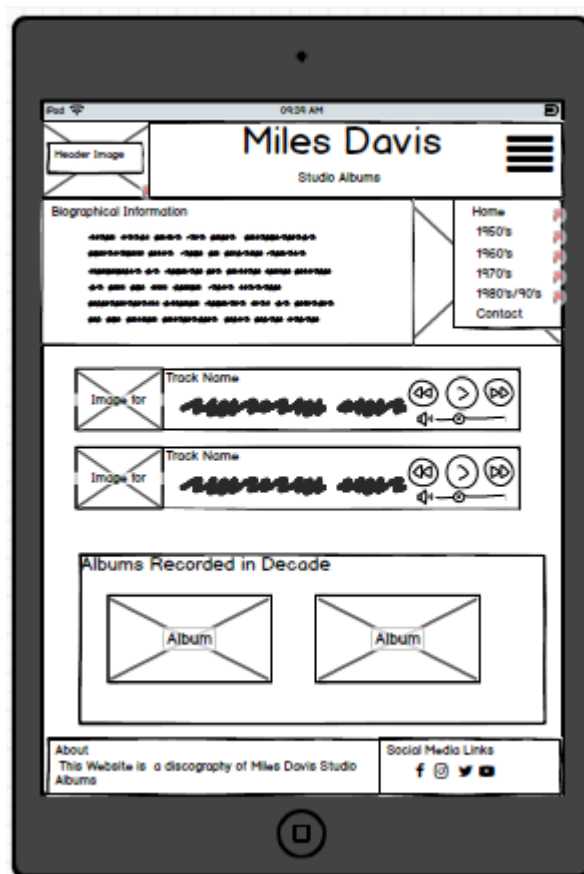 iPad
09:39 AM
Header Image
Miles Davis
Studio Albums
Biographical Information
Home
1950's
1960's
1970's
1980's/90's
Contact
Track Name
Image for
Track Name
Image for
Albums Recorded in Decade
Album
Album
About
This Website is a discography of Miles Davis Studio
Albums
Social Media Links